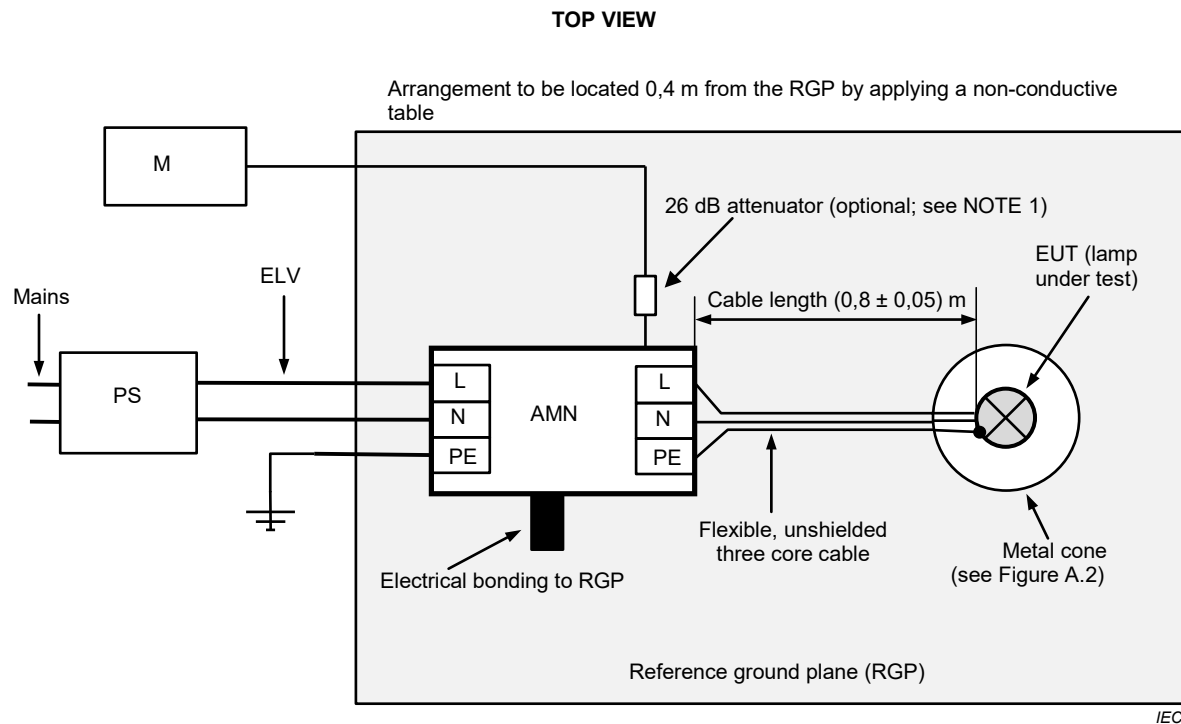 TOP VIEW
Arrangement to be located 0,4 m from the RGP by applying a non-conductive
table
M
26 dB attenuator (optional; see NOTE 1)
EUT (lamp
under test)
ELV
Mains
Cable length (0,8 ± 0,05) m
PS
L
N
PE
AMN
L
N
PE
Flexible, unshielded
three core cable
Metal cone
(see Figure A.2)
Electrical bonding to RGP
Reference ground plane (RGP)
IEC